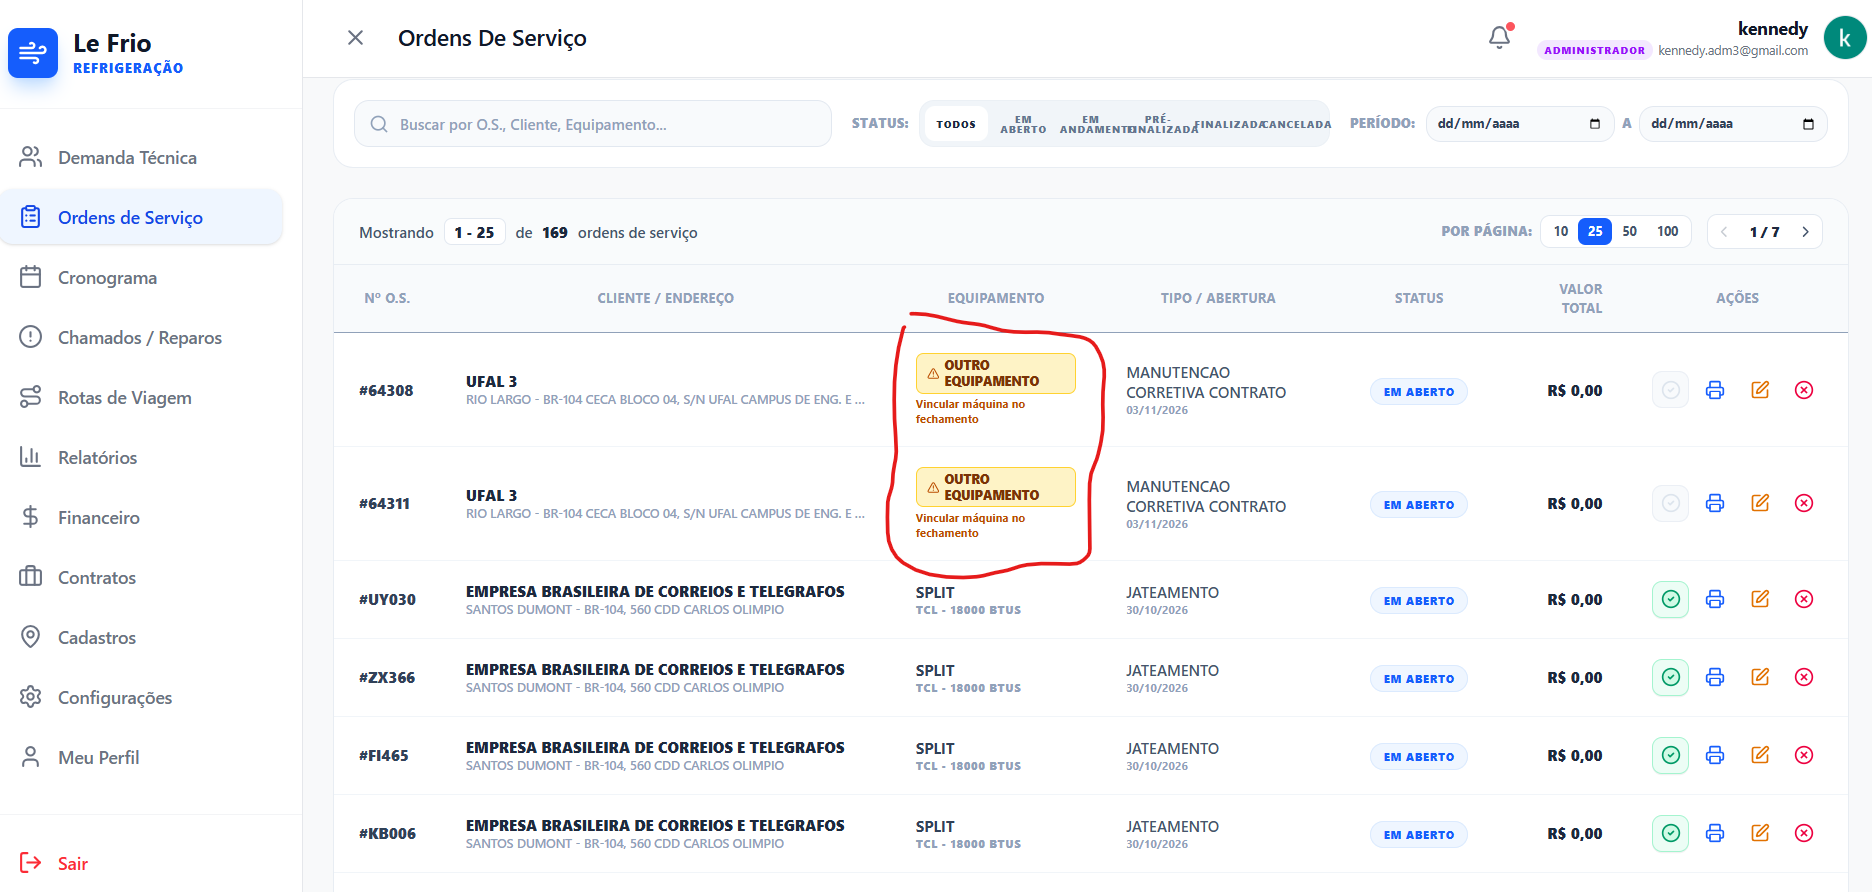 Le Frio
REFRIGERAÇÃO
Demanda Técnica
Ordens de Serviço
Cronograma
Chamados / Reparos
Rotas de Viagem
Relatórios
Financeiro
Contratos
Cadastros
Configurações
Meu Perfil
Sair
Ordens De Serviço
kennedy
ADMINISTRADOR kennedy.adm3@gmail.com
k
Buscar por O.S., Cliente, Equipamento...
STATUS:
TODOS
EM ABERTO
EM ANDAMENTO
PRÉ-FINALIZADA
FINALIZADA
CANCELADA
PERÍODO: dd/mm/aaaa A dd/mm/aaaa
Mostrando 1 - 25 de 169 ordens de serviço
POR PÁGINA: 10 25 50 100
1 / 7
Nº O.S. CLIENTE / ENDEREÇO EQUIPAMENTO TIPO / ABERTURA STATUS VALOR TOTAL AÇÕES
#64308
UFAL 3
RIO LARGO - BR-104 CECA BLOCO 04, S/N UFAL CAMPUS DE ENG. E ...
OUTRO
EQUIPAMENTO
Vincular máquina no
fechamento
MANUTENCAO
CORRETIVA CONTRATO
03/11/2026
EM ABERTO
R$ 0,00
#64311
UFAL 3
RIO LARGO - BR-104 CECA BLOCO 04, S/N UFAL CAMPUS DE ENG. E ...
OUTRO
EQUIPAMENTO
Vincular máquina no
fechamento
MANUTENCAO
CORRETIVA CONTRATO
03/11/2026
EM ABERTO
R$ 0,00
#UY030
EMPRESA BRASILEIRA DE CORREIOS E TELEGRAFOS
SANTOS DUMONT - BR-104, 560 CDD CARLOS OLIMPIO
SPLIT
TCL - 18000 BTUS
JATEAMENTO
30/10/2026
EM ABERTO
R$ 0,00
#ZX366
EMPRESA BRASILEIRA DE CORREIOS E TELEGRAFOS
SANTOS DUMONT - BR-104, 560 CDD CARLOS OLIMPIO
SPLIT
TCL - 18000 BTUS
JATEAMENTO
30/10/2026
EM ABERTO
R$ 0,00
#FI465
EMPRESA BRASILEIRA DE CORREIOS E TELEGRAFOS
SANTOS DUMONT - BR-104, 560 CDD CARLOS OLIMPIO
SPLIT
TCL - 18000 BTUS
JATEAMENTO
30/10/2026
EM ABERTO
R$ 0,00
#KB006
EMPRESA BRASILEIRA DE CORREIOS E TELEGRAFOS
SANTOS DUMONT - BR-104, 560 CDD CARLOS OLIMPIO
SPLIT
TCL - 18000 BTUS
JATEAMENTO
30/10/2026
EM ABERTO
R$ 0,00